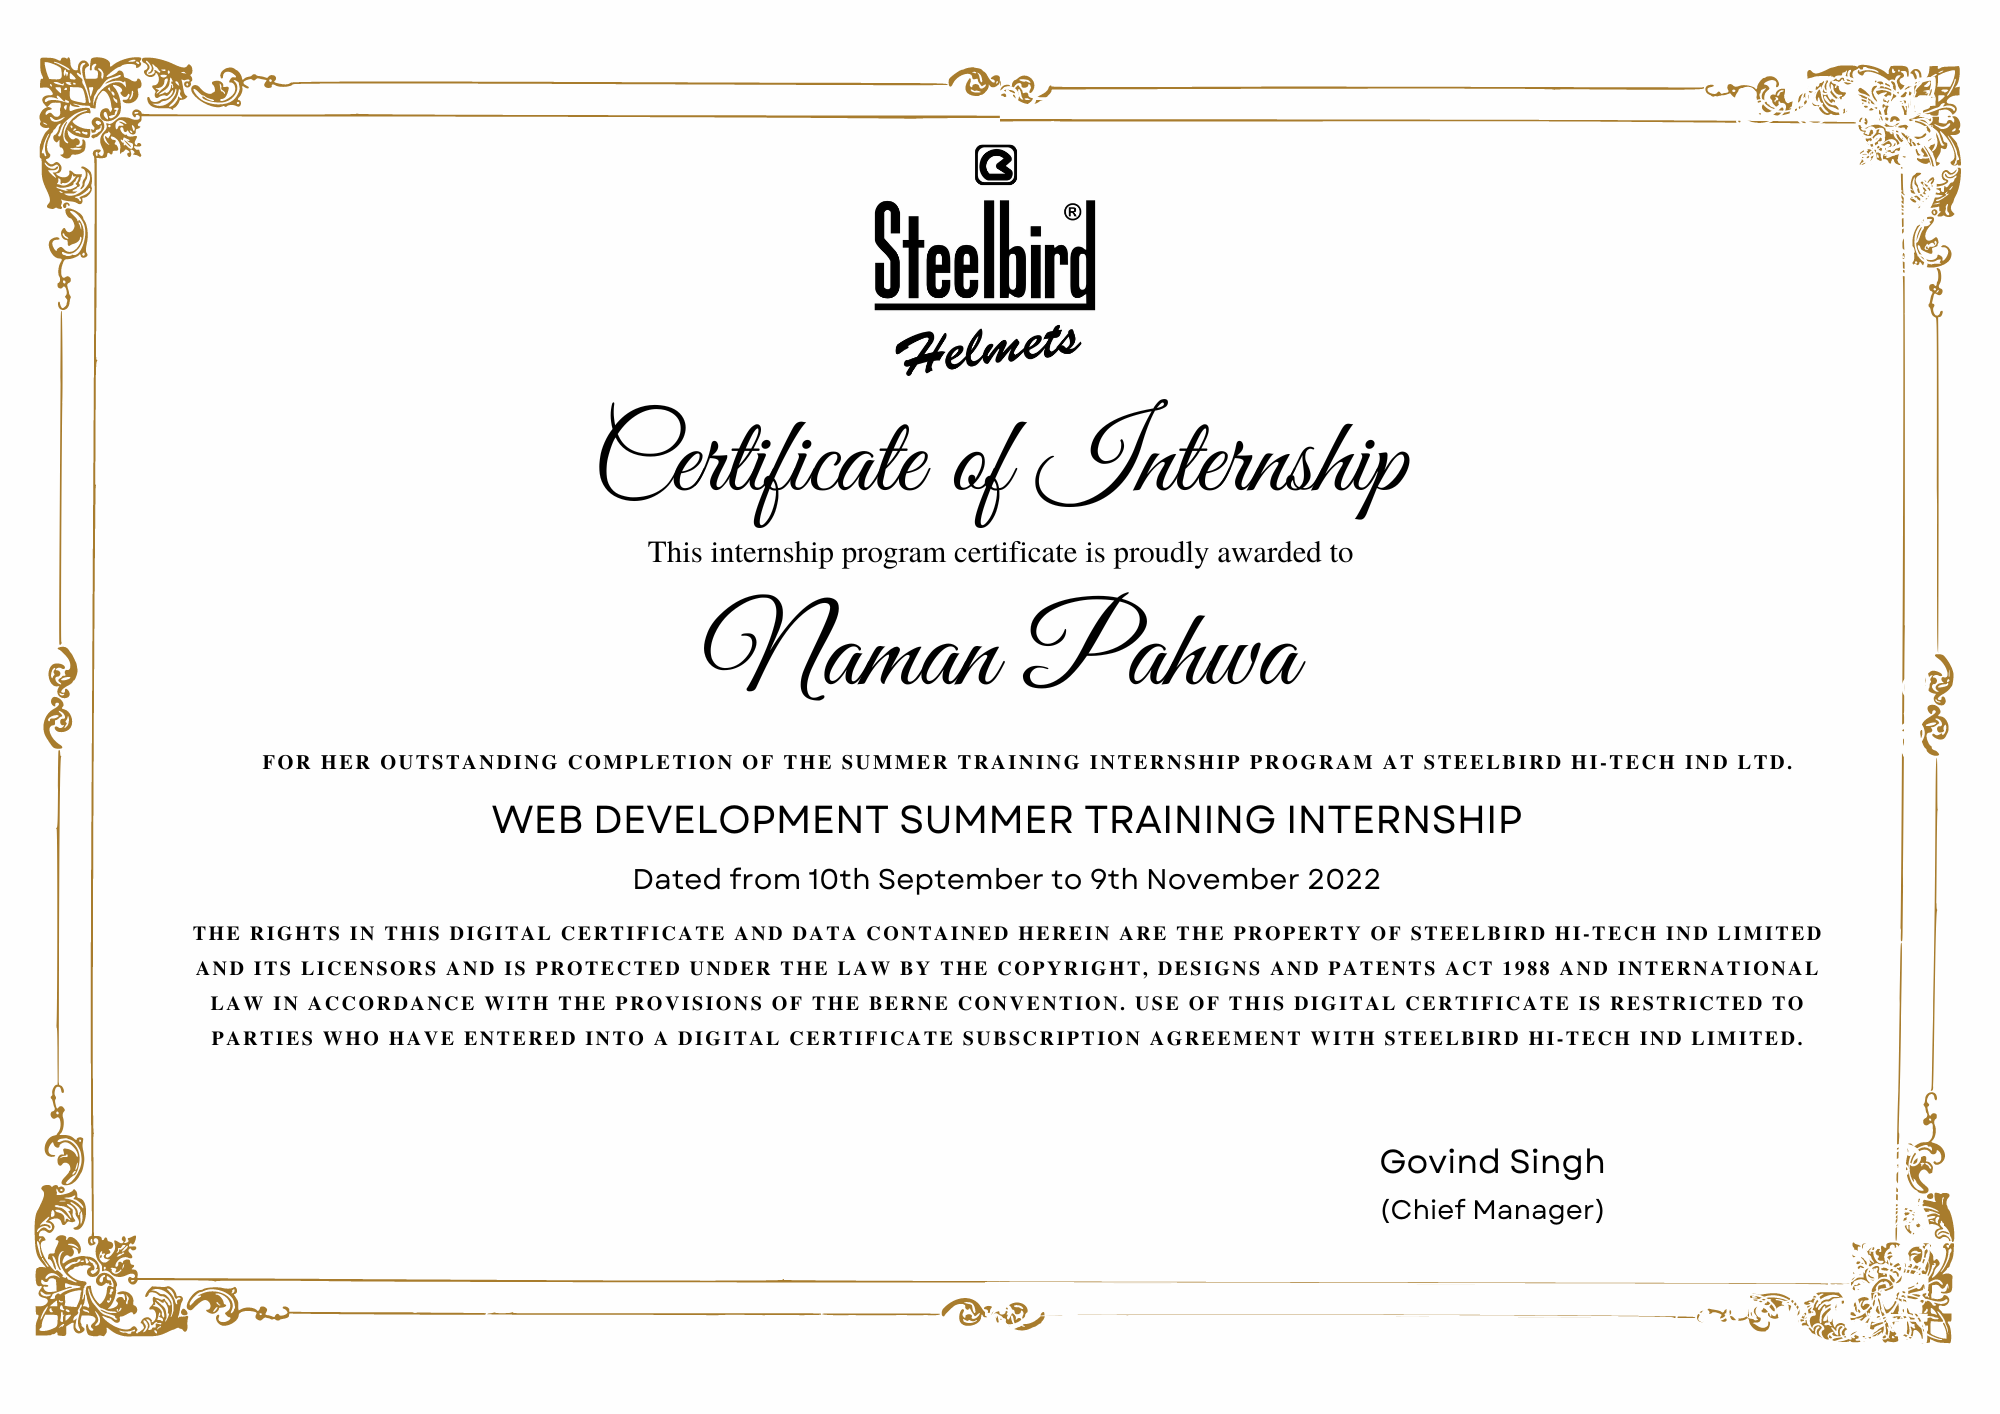 Steelbird®
Helmets
Certificate of Internship
This internship program certificate is proudly awarded to
Naman Pahwa
FOR HER OUTSTANDING COMPLETION OF THE SUMMER TRAINING INTERNSHIP PROGRAM AT STEELBIRD HI-TECH IND LTD.
WEB DEVELOPMENT SUMMER TRAINING INTERNSHIP
Dated from 10th September to 9th November 2022
THE RIGHTS IN THIS DIGITAL CERTIFICATE AND DATA CONTAINED HEREIN ARE THE PROPERTY OF STEELBIRD HI-TECH IND LIMITED
AND ITS LICENSORS AND IS PROTECTED UNDER THE LAW BY THE COPYRIGHT, DESIGNS AND PATENTS ACT 1988 AND INTERNATIONAL
LAW IN ACCORDANCE WITH THE PROVISIONS OF THE BERNE CONVENTION. USE OF THIS DIGITAL CERTIFICATE IS RESTRICTED TO
PARTIES WHO HAVE ENTERED INTO A DIGITAL CERTIFICATE SUBSCRIPTION AGREEMENT WITH STEELBIRD HI-TECH IND LIMITED.
Govind Singh
(Chief Manager)